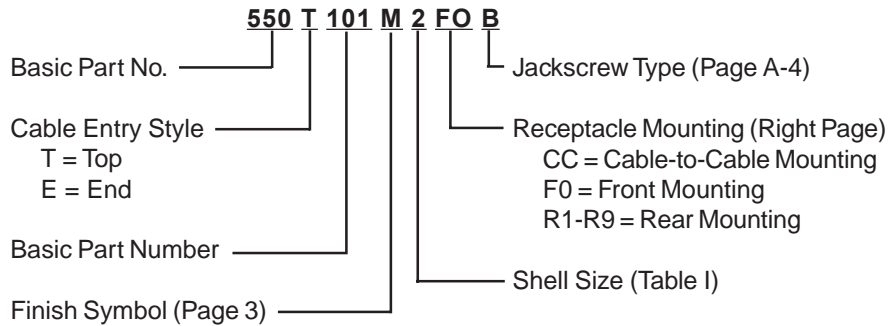 550 T 101 M 2 FO B
Basic Part No.
Cable Entry Style
T = Top
E = End
Basic Part Number
Finish Symbol (Page 3)
Jackscrew Type (Page A-4)
Receptacle Mounting (Right Page)
CC = Cable-to-Cable Mounting
F0 = Front Mounting
R1-R9 = Rear Mounting
Shell Size (Table I)